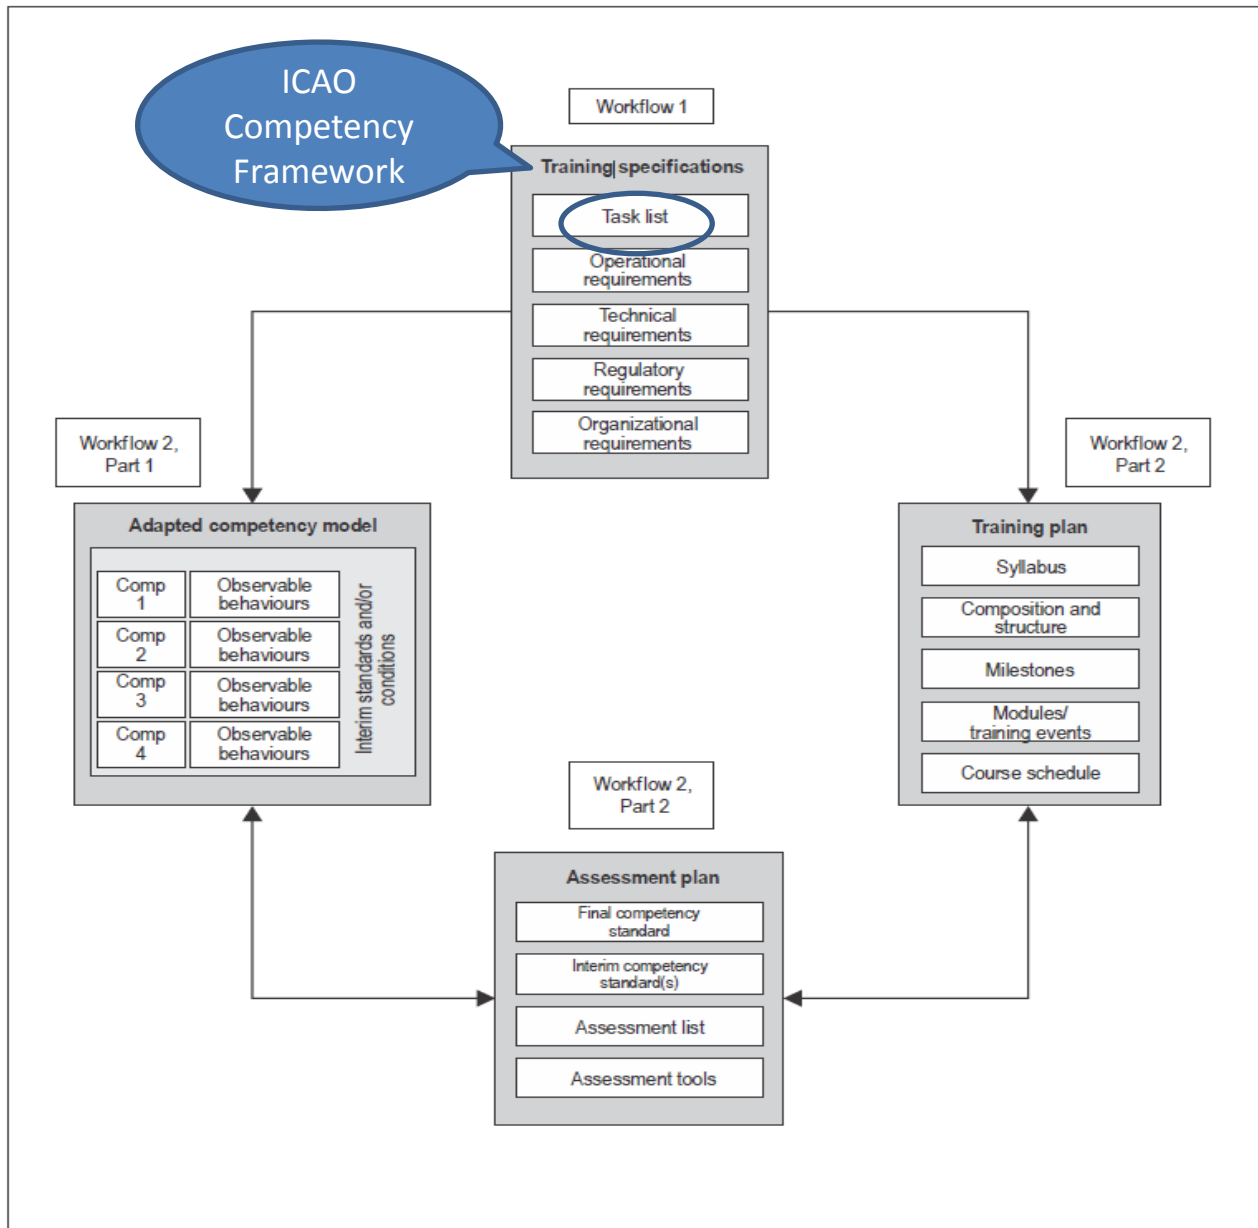 ICAO
Competency
Framework
Workflow 1
Training specifications
Task list
Operational
requirements
Technical
requirements
Regulatory
requirements
Organizational
requirements
Workflow 2,
Part 1
Adapted competency model
Comp
1
Observable
behaviours
Comp
2
Observable
behaviours
Comp
3
Observable
behaviours
Comp
4
Observable
behaviours
Interim standards and/or
conditions
Workflow 2,
Part 2
Training plan
Syllabus
Composition and
structure
Milestones
Modules/
training events
Course schedule
Workflow 2,
Part 2
Assessment plan
Final competency
standard
Interim competency
standard(s)
Assessment list
Assessment tools